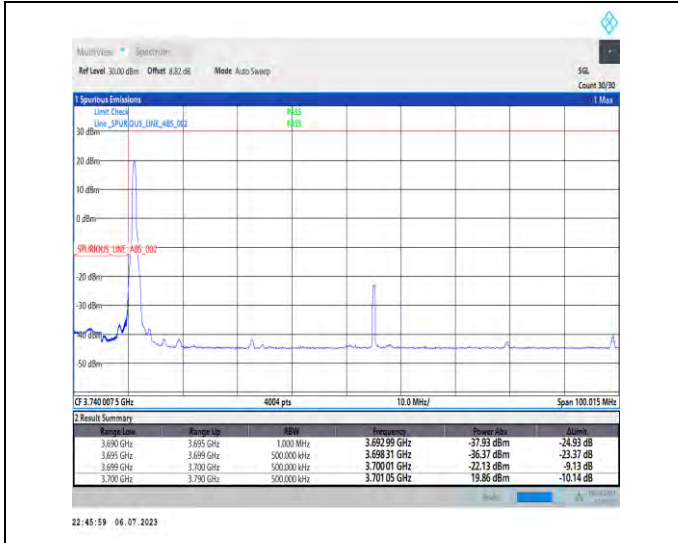 MultiView Spectrum
Ref Level 30.00 dBm Offset 8.82 dB Mode Auto Sweep SGL
Count 30/30
1 Spurious Emissions 1 Max
Limit Check PASS
Line _SPURIOUS_LINE_ABS_002 PASS
30 dBm
20 dBm
10 dBm
0 dBm
_SPURIOUS_LINE_ABS_002
-20 dBm
-30 dBm
-40 dBm
-50 dBm
CF 3.740 007 5 GHz 4004 pts 10.0 MHz/ Span 100.015 MHz
2 Result Summary
Range Low Range Up RBW Frequency Power Abs ΔLimit
3.690 GHz 3.695 GHz 1.000 MHz 3.692 99 GHz -37.93 dBm -24.93 dB
3.695 GHz 3.699 GHz 500.000 kHz 3.698 31 GHz -36.37 dBm -23.37 dB
3.699 GHz 3.700 GHz 500.000 kHz 3.700 01 GHz -22.13 dBm -9.13 dB
3.700 GHz 3.790 GHz 500.000 kHz 3.701 05 GHz 19.86 dBm -10.14 dB
Ready
22:45:59 06.07.2023